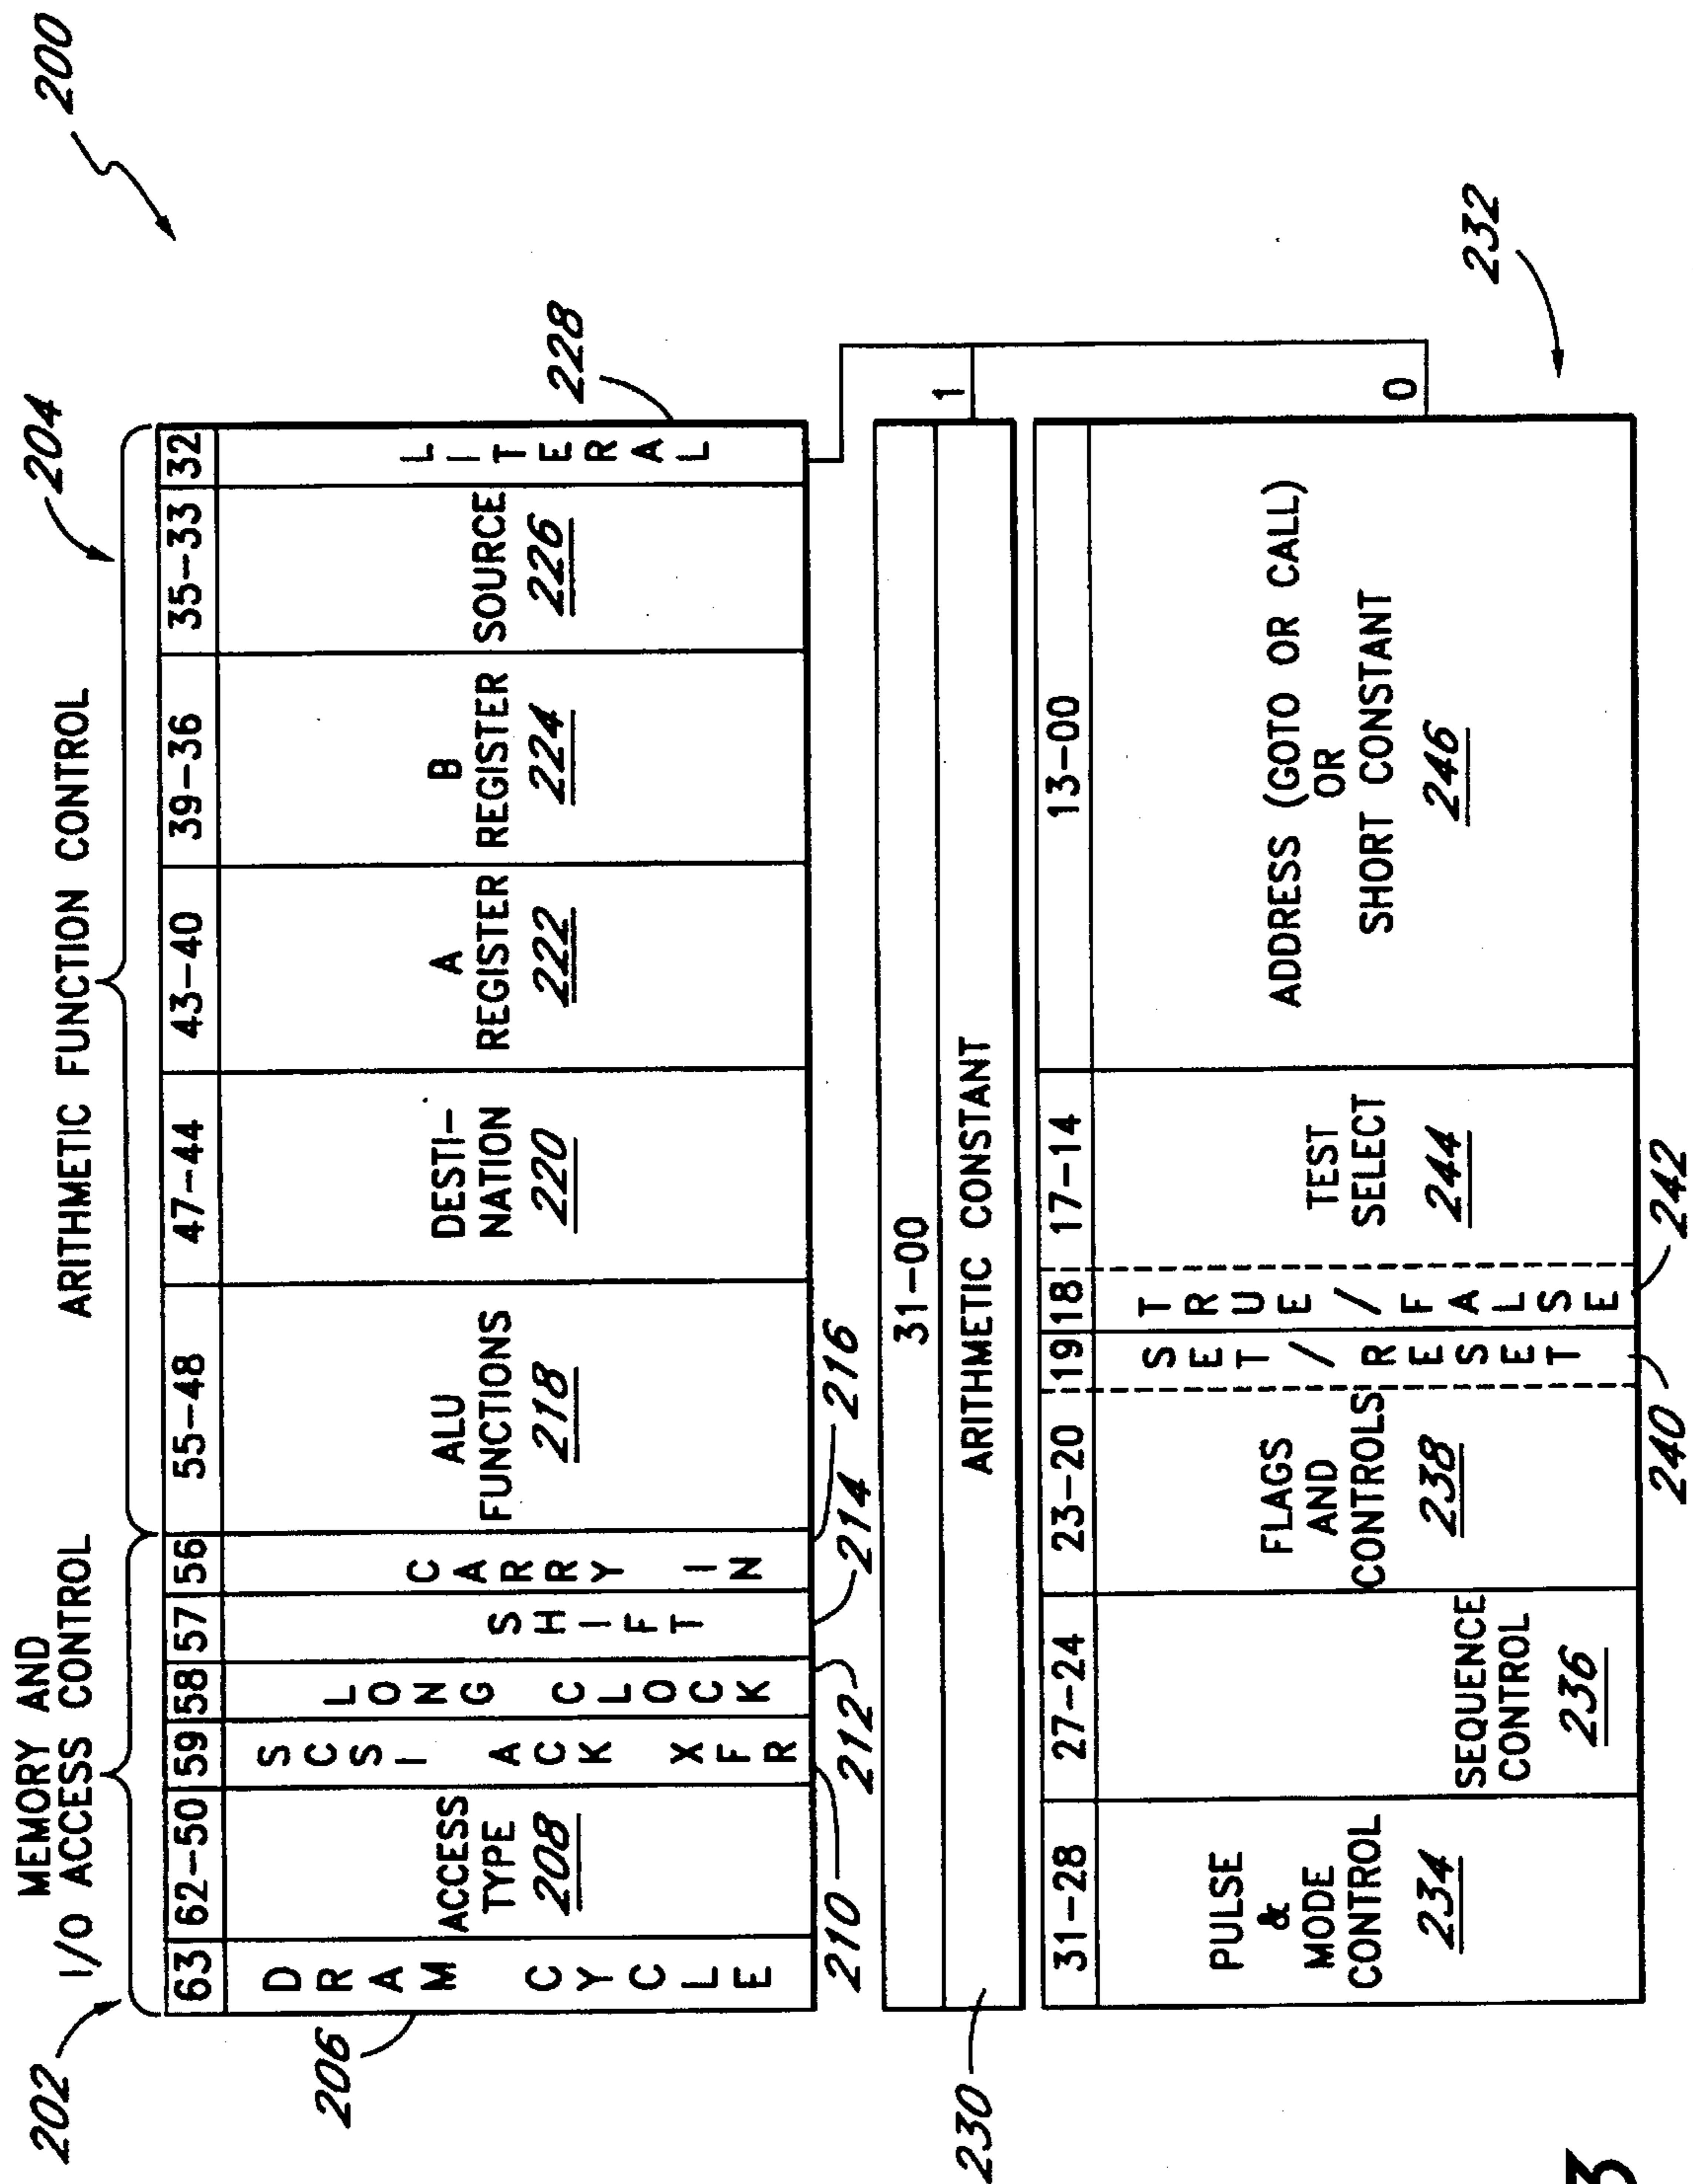 200
202
MEMORY AND
I/O ACCESS CONTROL
ARITHMETIC FUNCTION CONTROL
204
63 62-50 59 58 57 56 55-48 47-44 43-40 39-36 35-33 32
206
DRAM CYCLE
ACCESS
TYPE
208
SCSI ACK XFR
LONG CLOCK
SHIFT
CARRY IN
ALU
FUNCTIONS
218
DESTI-
NATION
220
A
REGISTER
222
B
REGISTER
224
SOURCE
226
LITERAL
228
210
212
214
216
31-00
1
230
ARITHMETIC CONSTANT
31-28 27-24 23-20 19 18 17-14 13-00
0
232
PULSE
&
MODE
CONTROL
234
SEQUENCE
CONTROL
236
FLAGS
AND
CONTROLS
238
SET/RESET
TRUE/FALSE
TEST
SELECT
244
ADDRESS (GOTO OR CALL)
OR
SHORT CONSTANT
246
240
242
3